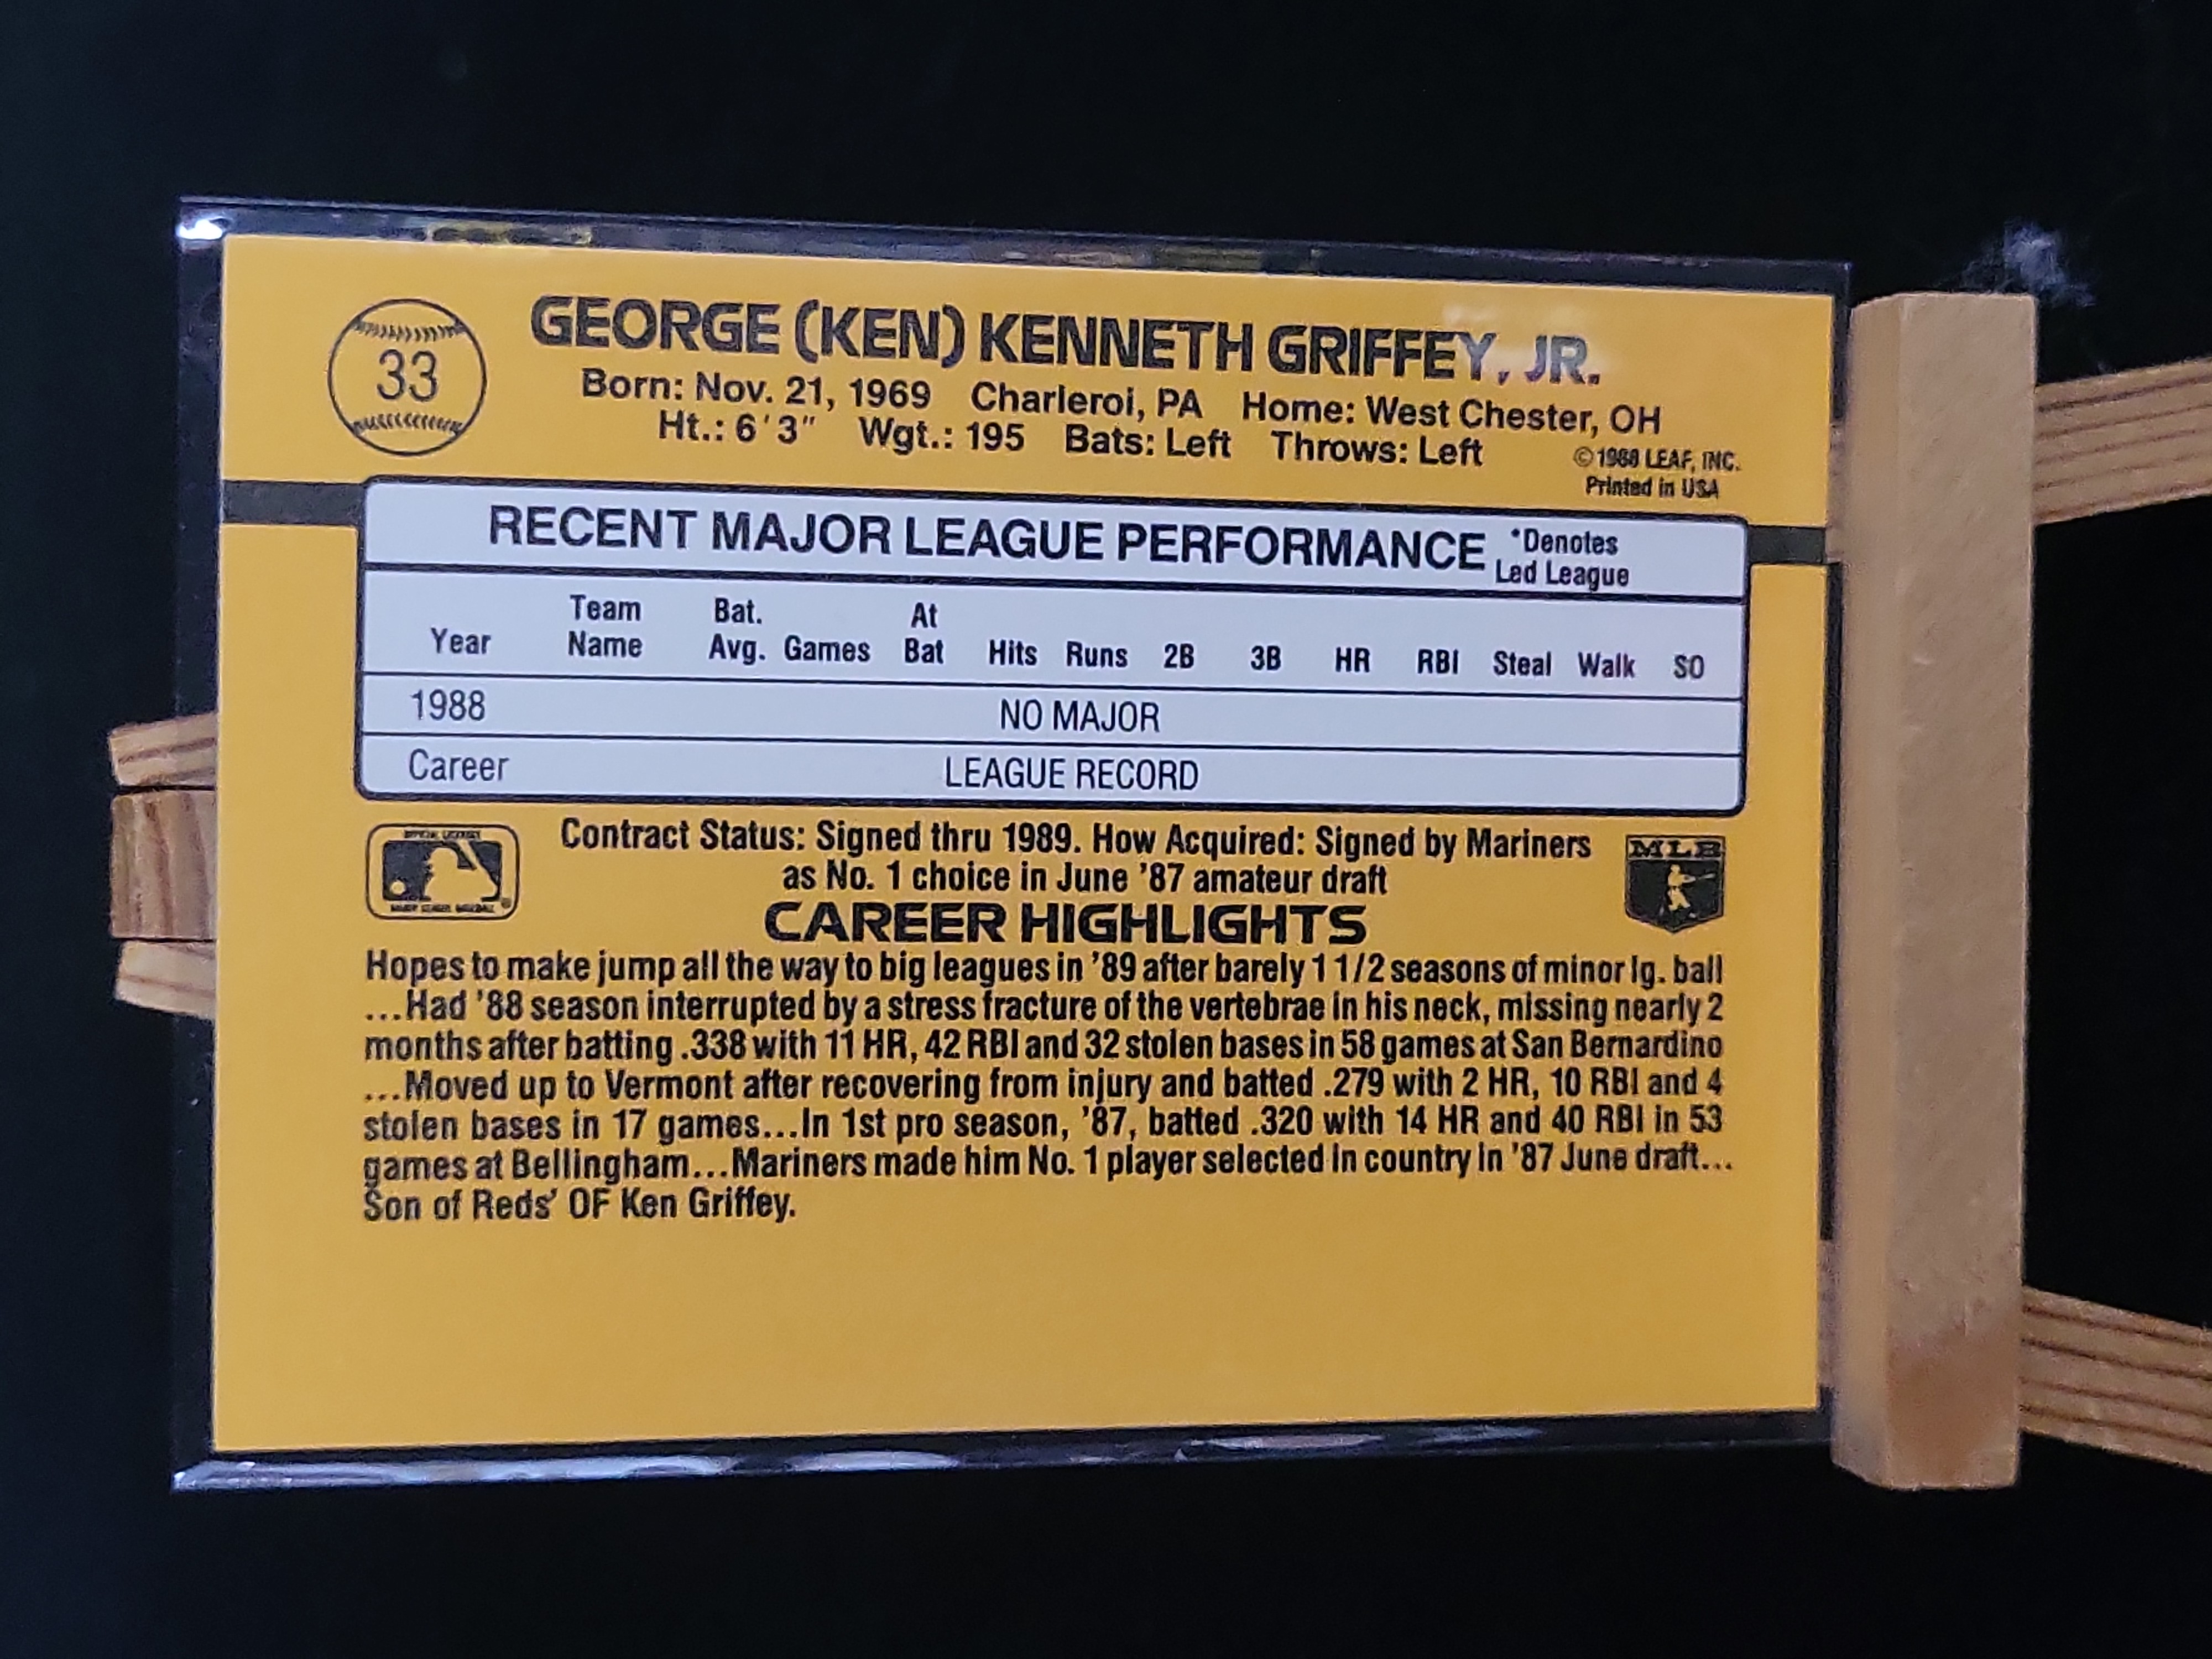 33
GEORGE (KEN) KENNETH GRIFFEY, JR.
Born: Nov. 21, 1969 Charleroi, PA Home: West Chester, OH
Ht.: 6'3" Wgt.: 195 Bats: Left Throws: Left
©1988 LEAF, INC.
Printed in USA
RECENT MAJOR LEAGUE PERFORMANCE *Denotes
Led League
Year Team Name Bat. Avg. Games At Bat Hits Runs 2B 3B HR RBI Steal Walk SO
1988 NO MAJOR
Career LEAGUE RECORD
Contract Status: Signed thru 1989. How Acquired: Signed by Mariners
as No. 1 choice in June '87 amateur draft
MLB
CAREER HIGHLIGHTS
Hopes to make jump all the way to big leagues in '89 after barely 1 1/2 seasons of minor lg. ball
...Had '88 season interrupted by a stress fracture of the vertebrae in his neck, missing nearly 2
months after batting .338 with 11 HR, 42 RBI and 32 stolen bases in 58 games at San Bernardino
...Moved up to Vermont after recovering from injury and batted .279 with 2 HR, 10 RBI and 4
stolen bases in 17 games...In 1st pro season, '87, batted .320 with 14 HR and 40 RBI in 53
games at Bellingham...Mariners made him No. 1 player selected in country in '87 June draft...
Son of Reds' OF Ken Griffey.